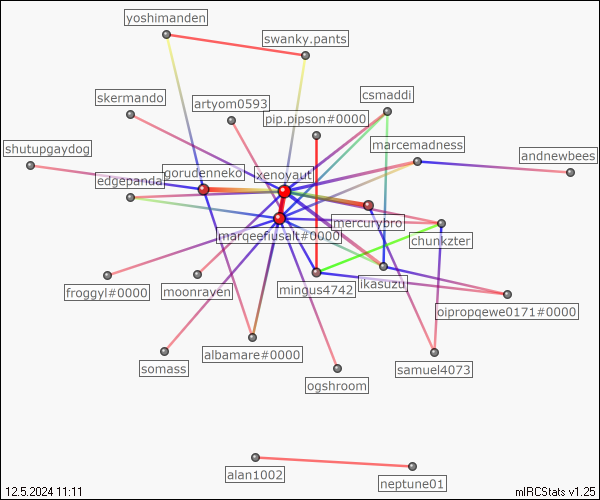 yoshimanden
swanky.pants
skermando
artyom0593
csmaddi
pip.pipson#0000
shutupgaydog
marcemadness
andnewbees
edgepanda
gorudenneko
xenoyaut
mercurybro
marqeefiusalt#0000
chunkzter
froggyl#0000
moonraven
mingus4742
ikasuzu
oipropqewe0171#0000
somass
albamare#0000
ogshroom
samuel4073
alan1002
neptune01
12.5.2024 11:11
mIRCStats v1.25